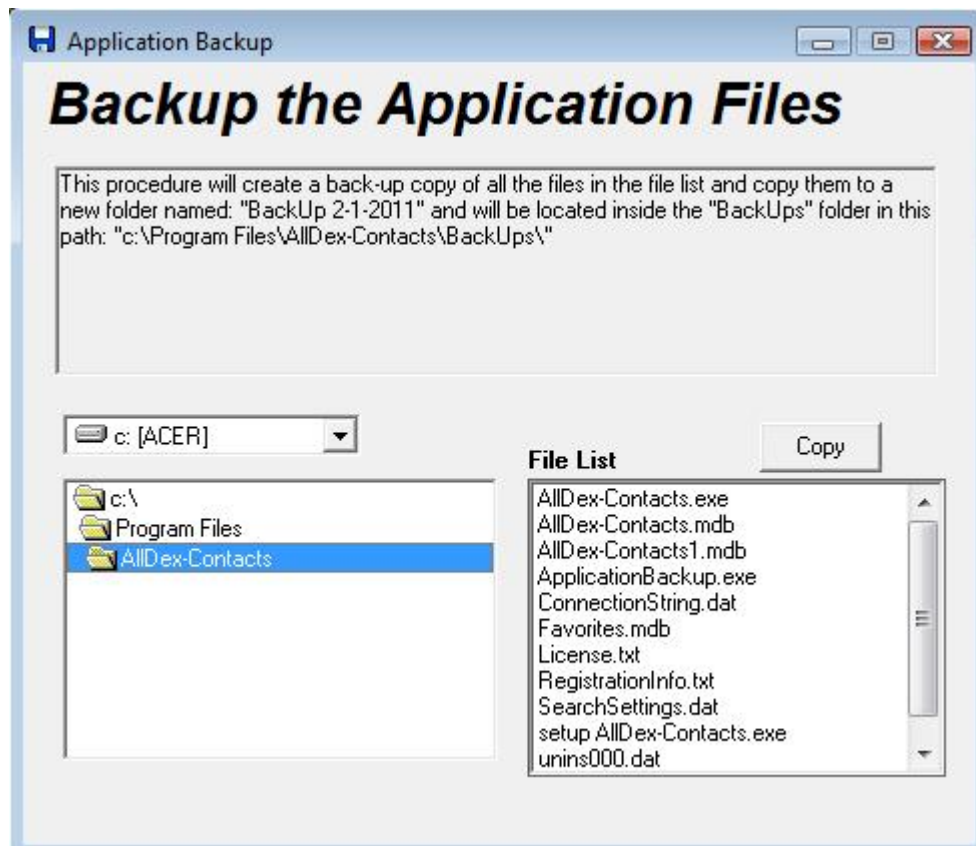 Application Backup
Backup the Application Files
This procedure will create a back-up copy of all the files in the file list and copy them to a
new folder named: "BackUp 2-1-2011" and will be located inside the "BackUps" folder in this
path: "c:\Program Files\AllDex-Contacts\BackUps\"
c: [ACER]
Copy
File List
c:\
Program Files
AllDex-Contacts
AllDex-Contacts.exe
AllDex-Contacts.mdb
AllDex-Contacts1.mdb
ApplicationBackup.exe
ConnectionString.dat
Favorites.mdb
License.txt
RegistrationInfo.txt
SearchSettings.dat
setup AllDex-Contacts.exe
unins000.dat